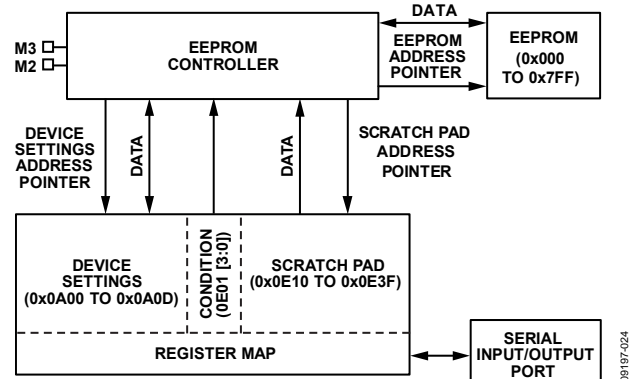 DATA
M3
M2
EEPROM
CONTROLLER
EEPROM
ADDRESS
POINTER
EEPROM
(0x000
TO 0x7FF)
DEVICE
SETTINGS
ADDRESS
POINTER
DATA
DATA
SCRATCH PAD
ADDRESS
POINTER
DEVICE
SETTINGS
(0x0A00 TO 0x0A0D)
CONDITION
(0E01 [3:0])
SCRATCH PAD
(0x0E10 TO 0x0E3F)
REGISTER MAP
SERIAL
INPUT/OUTPUT
PORT
09197-024